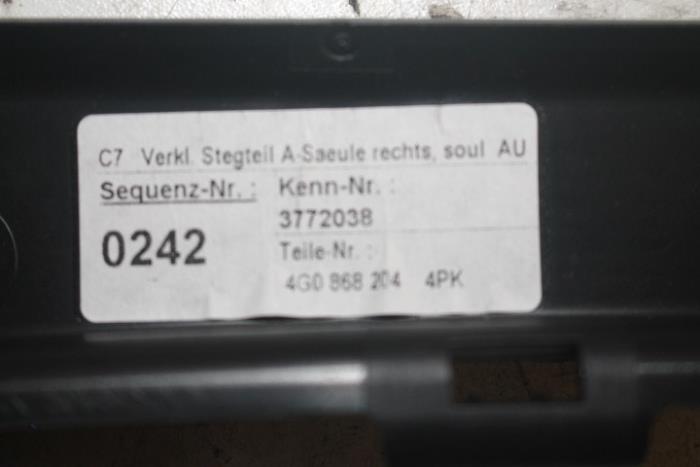 C7 Verkl. Stegteil A-Saeule rechts, soul AU
Sequenz-Nr. :
Kenn-Nr. :
3772038
0242
Teile-Nr. :
4G0 868 204 4PK